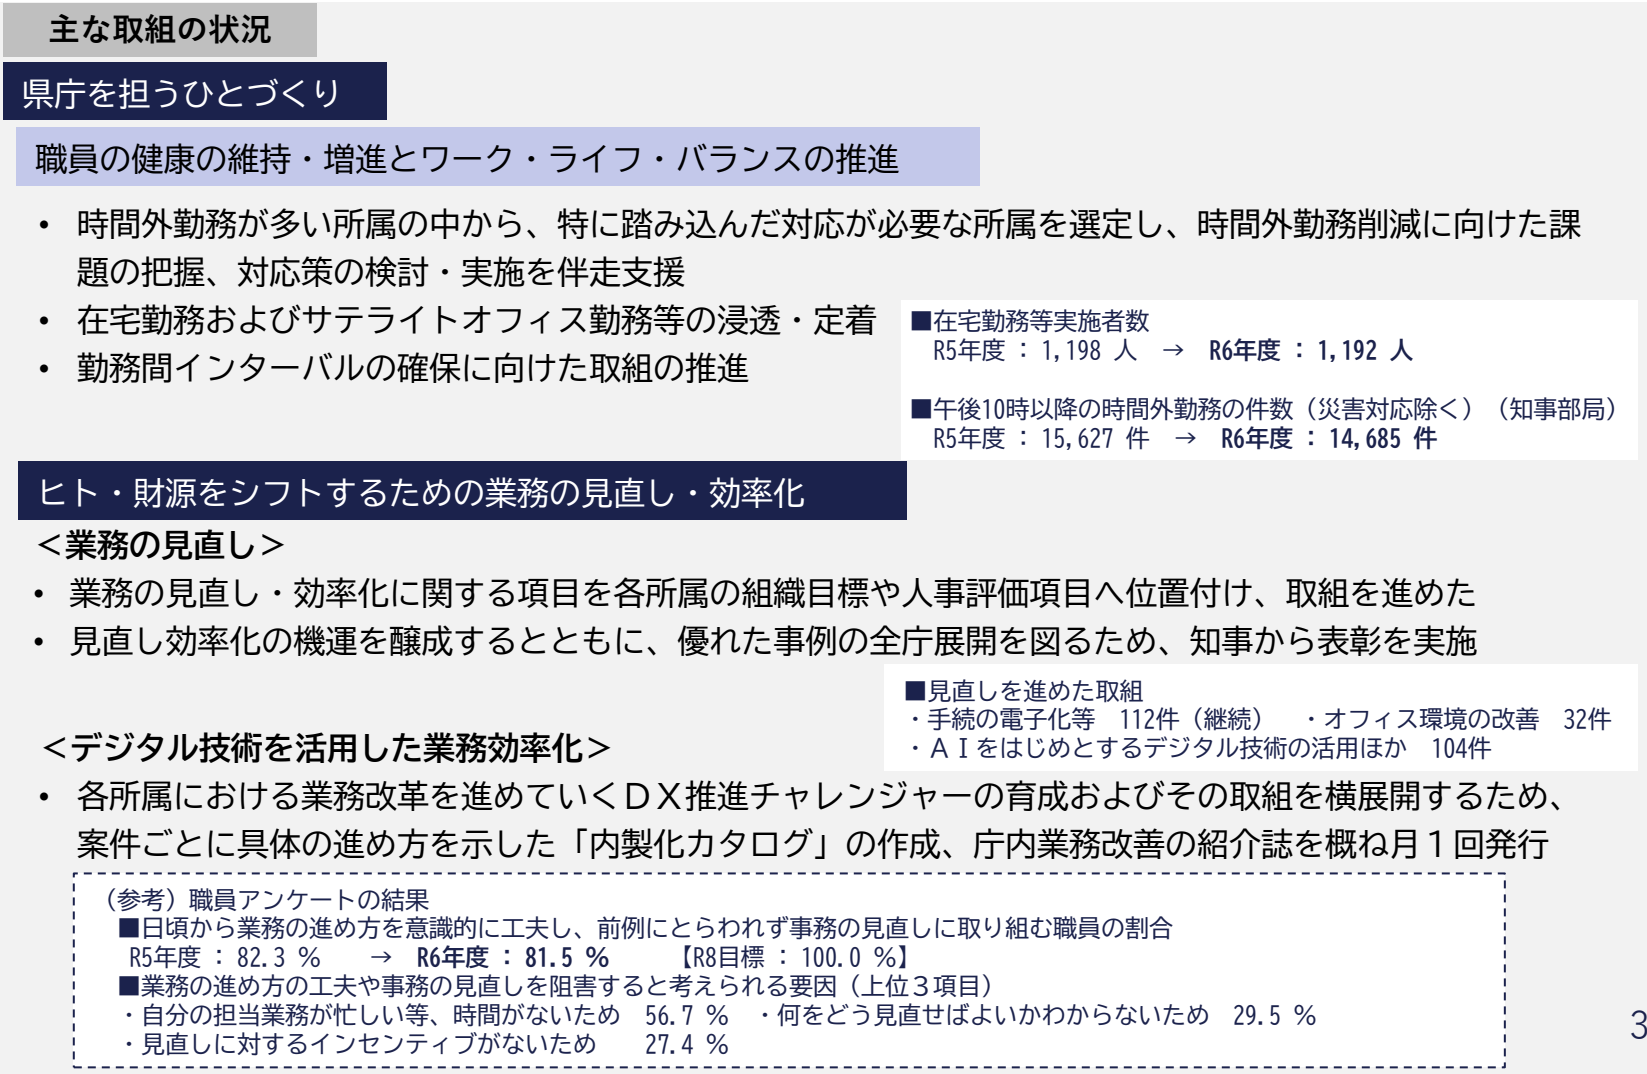 主な取組の状況
県庁を担うひとづくり
職員の健康の維持・増進とワーク・ライフ・バランスの推進
• 時間外勤務が多い所属の中から、特に踏み込んだ対応が必要な所属を選定し、時間外勤務削減に向けた課
題の把握、対応策の検討・実施を伴走支援
• 在宅勤務およびサテライトオフィス勤務等の浸透・定着
• 勤務間インターバルの確保に向けた取組の推進
■在宅勤務等実施者数
R5年度 : 1,198 人 → R6年度 : 1,192 人
■午後10時以降の時間外勤務の件数（災害対応除く）（知事部局）
R5年度 : 15,627 件 → R6年度 : 14,685 件
ヒト・財源をシフトするための業務の見直し・効率化
＜業務の見直し＞
• 業務の見直し・効率化に関する項目を各所属の組織目標や人事評価項目へ位置付け、取組を進めた
• 見直し効率化の機運を醸成するとともに、優れた事例の全庁展開を図るため、知事から表彰を実施
■見直しを進めた取組
・手続の電子化等 112件（継続） ・オフィス環境の改善 32件
・ＡＩをはじめとするデジタル技術の活用ほか 104件
＜デジタル技術を活用した業務効率化＞
• 各所属における業務改革を進めていくＤＸ推進チャレンジャーの育成およびその取組を横展開するため、
案件ごとに具体の進め方を示した「内製化カタログ」の作成、庁内業務改善の紹介誌を概ね月１回発行
（参考）職員アンケートの結果
■日頃から業務の進め方を意識的に工夫し、前例にとらわれず事務の見直しに取り組む職員の割合
R5年度 : 82.3 % → R6年度 : 81.5 % 【R8目標 : 100.0 %】
■業務の進め方の工夫や事務の見直しを阻害すると考えられる要因（上位３項目）
・自分の担当業務が忙しい等、時間がないため 56.7 % ・何をどう見直せばよいかわからないため 29.5 %
・見直しに対するインセンティブがないため 27.4 %
3